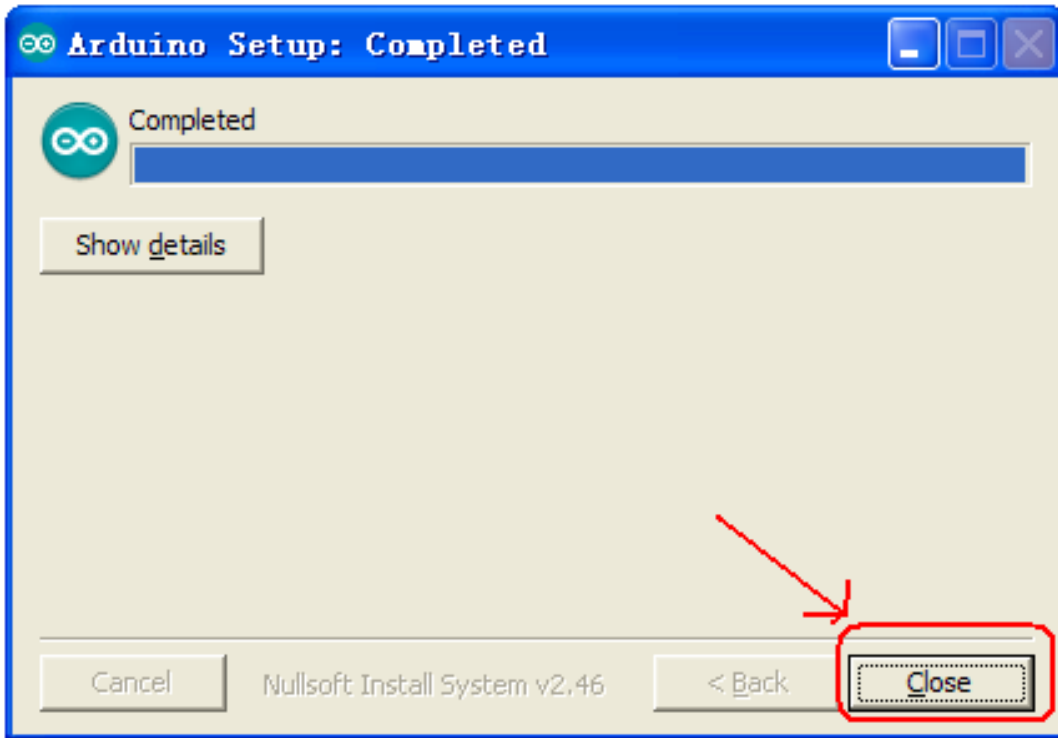 Arduino Setup: Completed
Completed
Show details
Cancel
Nullsoft Install System v2.46
< Back
Close